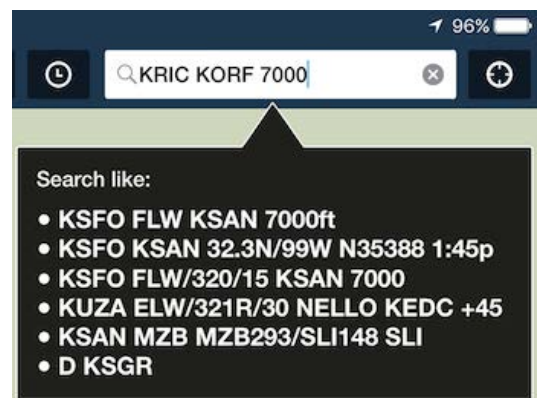 96%
KRIC KORF 7000
Search like:
• KSFO FLW KSAN 7000ft
• KSFO KSAN 32.3N/99W N35388 1:45p
• KSFO FLW/320/15 KSAN 7000
• KUZA ELW/321R/30 NELLO KEDC +45
• KSAN MZB MZB293/SLI148 SLI
• D KSGR